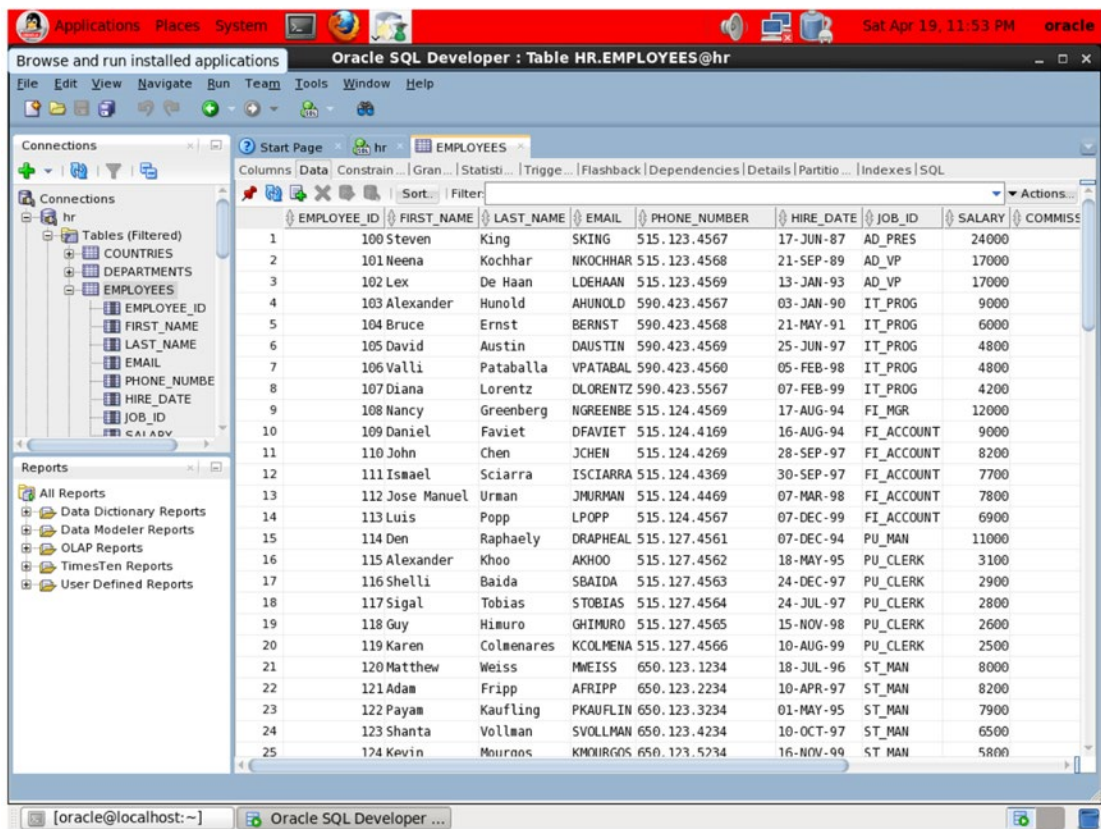 Applications Places System Sat Apr 19, 11:53 PM oracle
Browse and run installed applications
Oracle SQL Developer : Table HR.EMPLOYEES@hr
File Edit View Navigate Run Team Tools Window Help
Connections
Connections
hr
Tables (Filtered)
COUNTRIES
DEPARTMENTS
EMPLOYEES
EMPLOYEE_ID
FIRST_NAME
LAST_NAME
EMAIL
PHONE_NUMBE
HIRE_DATE
JOB_ID
SALARY
Reports
All Reports
Data Dictionary Reports
Data Modeler Reports
OLAP Reports
TimesTen Reports
User Defined Reports
Start Page hr EMPLOYEES
Columns Data Constrain... Gran... Statisti... Trigge... Flashback Dependencies Details Partitio... Indexes SQL
Sort.. Filter: Actions...
EMPLOYEE_ID FIRST_NAME LAST_NAME EMAIL PHONE_NUMBER HIRE_DATE JOB_ID SALARY COMMISS
1 100 Steven King SKING 515.123.4567 17-JUN-87 AD_PRES 24000
2 101 Neena Kochhar NKOCHHAR 515.123.4568 21-SEP-89 AD_VP 17000
3 102 Lex De Haan LDEHAAN 515.123.4569 13-JAN-93 AD_VP 17000
4 103 Alexander Hunold AHUNOLD 590.423.4567 03-JAN-90 IT_PROG 9000
5 104 Bruce Ernst BERNST 590.423.4568 21-MAY-91 IT_PROG 6000
6 105 David Austin DAUSTIN 590.423.4569 25-JUN-97 IT_PROG 4800
7 106 Valli Pataballa VPATABAL 590.423.4560 05-FEB-98 IT_PROG 4800
8 107 Diana Lorentz DLORENTZ 590.423.5567 07-FEB-99 IT_PROG 4200
9 108 Nancy Greenberg NGREENBE 515.124.4569 17-AUG-94 FI_MGR 12000
10 109 Daniel Faviet DFAVIET 515.124.4169 16-AUG-94 FI_ACCOUNT 9000
11 110 John Chen JCHEN 515.124.4269 28-SEP-97 FI_ACCOUNT 8200
12 111 Ismael Sciarra ISCIARRA 515.124.4369 30-SEP-97 FI_ACCOUNT 7700
13 112 Jose Manuel Urman JMURMAN 515.124.4469 07-MAR-98 FI_ACCOUNT 7800
14 113 Luis Popp LPOPP 515.124.4567 07-DEC-99 FI_ACCOUNT 6900
15 114 Den Raphaely DRAPHEAL 515.127.4561 07-DEC-94 PU_MAN 11000
16 115 Alexander Khoo AKHOO 515.127.4562 18-MAY-95 PU_CLERK 3100
17 116 Shelli Baida SBAIDA 515.127.4563 24-DEC-97 PU_CLERK 2900
18 117 Sigal Tobias STOBIAS 515.127.4564 24-JUL-97 PU_CLERK 2800
19 118 Guy Himuro GHIMURO 515.127.4565 15-NOV-98 PU_CLERK 2600
20 119 Karen Colmenares KCOLMENA 515.127.4566 10-AUG-99 PU_CLERK 2500
21 120 Matthew Weiss MWEISS 650.123.1234 18-JUL-96 ST_MAN 8000
22 121 Adam Fripp AFRIPP 650.123.2234 10-APR-97 ST_MAN 8200
23 122 Payam Kaufling PKAUFLIN 650.123.3234 01-MAY-95 ST_MAN 7900
24 123 Shanta Vollman SVOLLMAN 650.123.4234 10-OCT-97 ST_MAN 6500
25 124 Kevin Mourgos KMOURGOS 650.123.5234 16-NOV-99 ST_MAN 5800
[oracle@localhost:~] Oracle SQL Developer ...